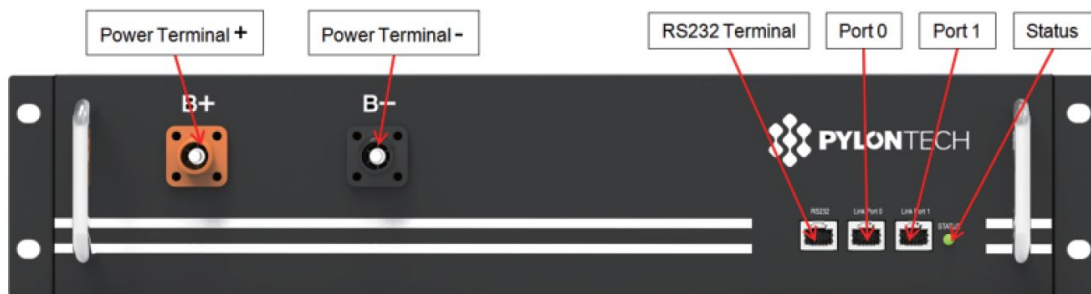 Power Terminal +
Power Terminal -
RS232 Terminal
Port 0
Port 1
Status
B+
B-
PYLONTECH
RS232
Link Port 0
Link Port 1
STATUS